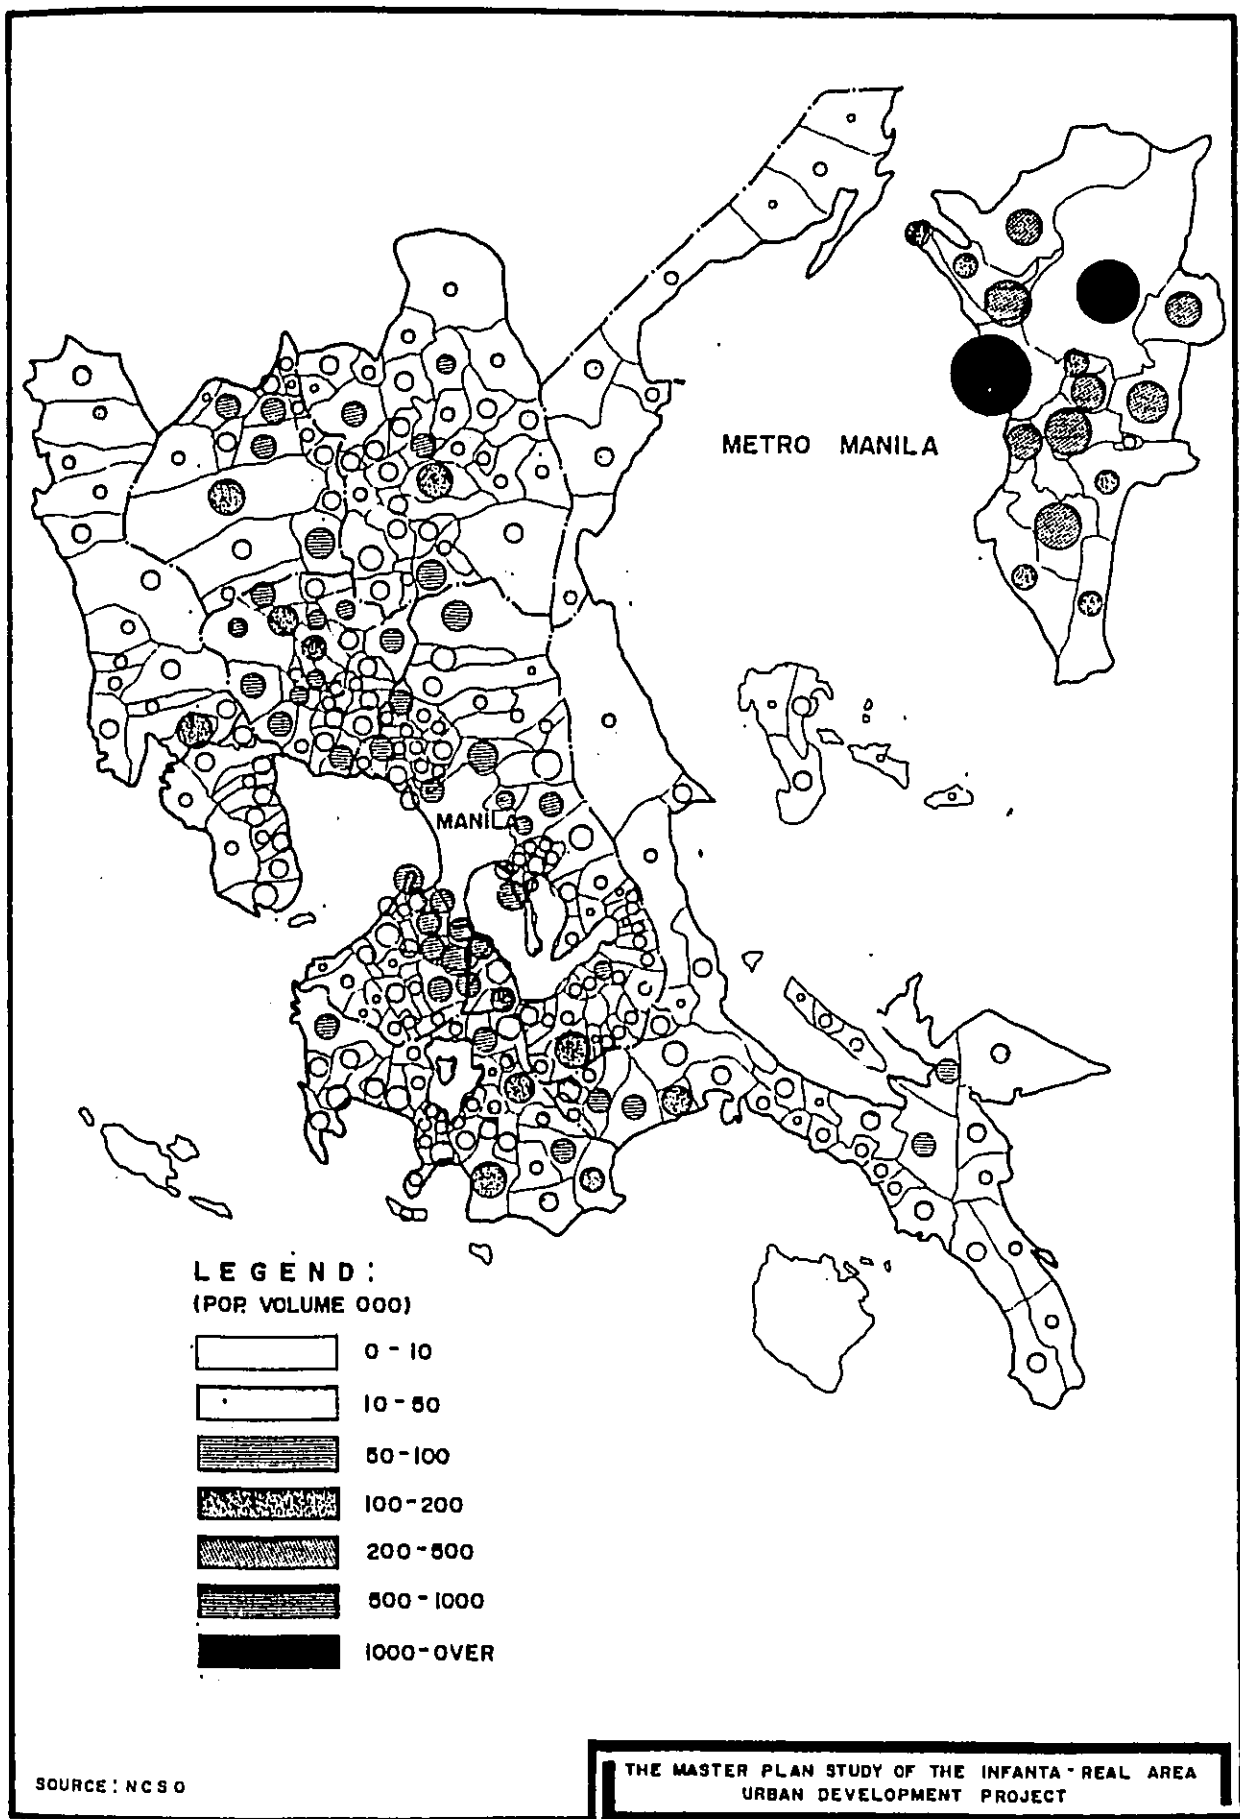 METRO MANILA
MANILA
LEGEND:
(POP. VOLUME 000)
0-10
10-50
50-100
100-200
200-500
500-1000
1000-OVER
SOURCE: NCSO
THE MASTER PLAN STUDY OF THE INFANTA-REAL AREA
URBAN DEVELOPMENT PROJECT